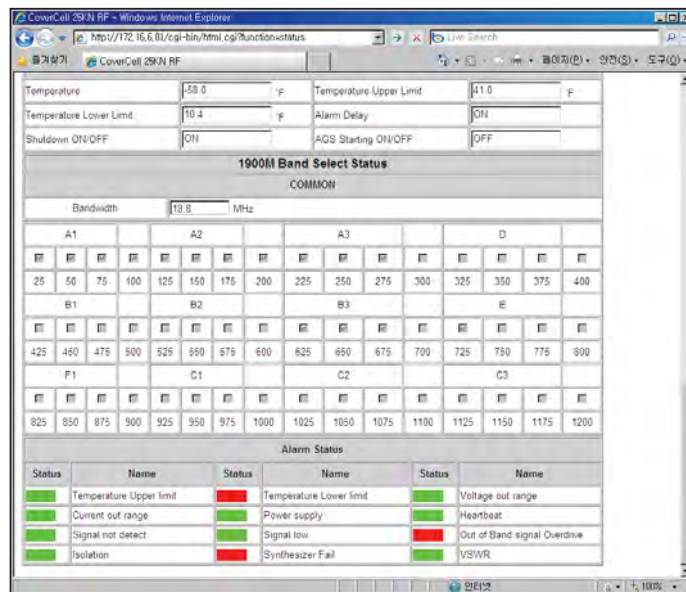 CoverCell 25KN RF - Windows Internet Explorer
http://172.16.6.81/cgi-bin/html.cgi?function=status
Live Search
즐겨찾기 CoverCell 25KN RF 페이지(P) 안전(S) 도구(O)
Temperature -58.0 °F Temperature Upper Limit 41.0 °F
Temperature Lower Limit 10.4 °F Alarm Delay ON
Shutdown ON/OFF ON AGS Starting ON/OFF OFF
1900M Band Select Status
COMMON
Bandwidth 18.8 MHz
A1 A2 A3 D
25 50 75 100 125 150 175 200 225 250 275 300 325 350 375 400
B1 B2 B3 E
425 450 475 500 525 550 575 600 625 650 675 700 725 750 775 800
F1 C1 C2 C3
825 850 875 900 925 950 975 1000 1025 1050 1075 1100 1125 1150 1175 1200
Alarm Status
Status Name Status Name Status Name
Temperature Upper limit Temperature Lower limit Voltage out range
Current out range Power supply Heartbeat
Signal not detect Signal low Out of Band signal Overdrive
Isolation Synthesizer Fail VSWR
인터넷 100%